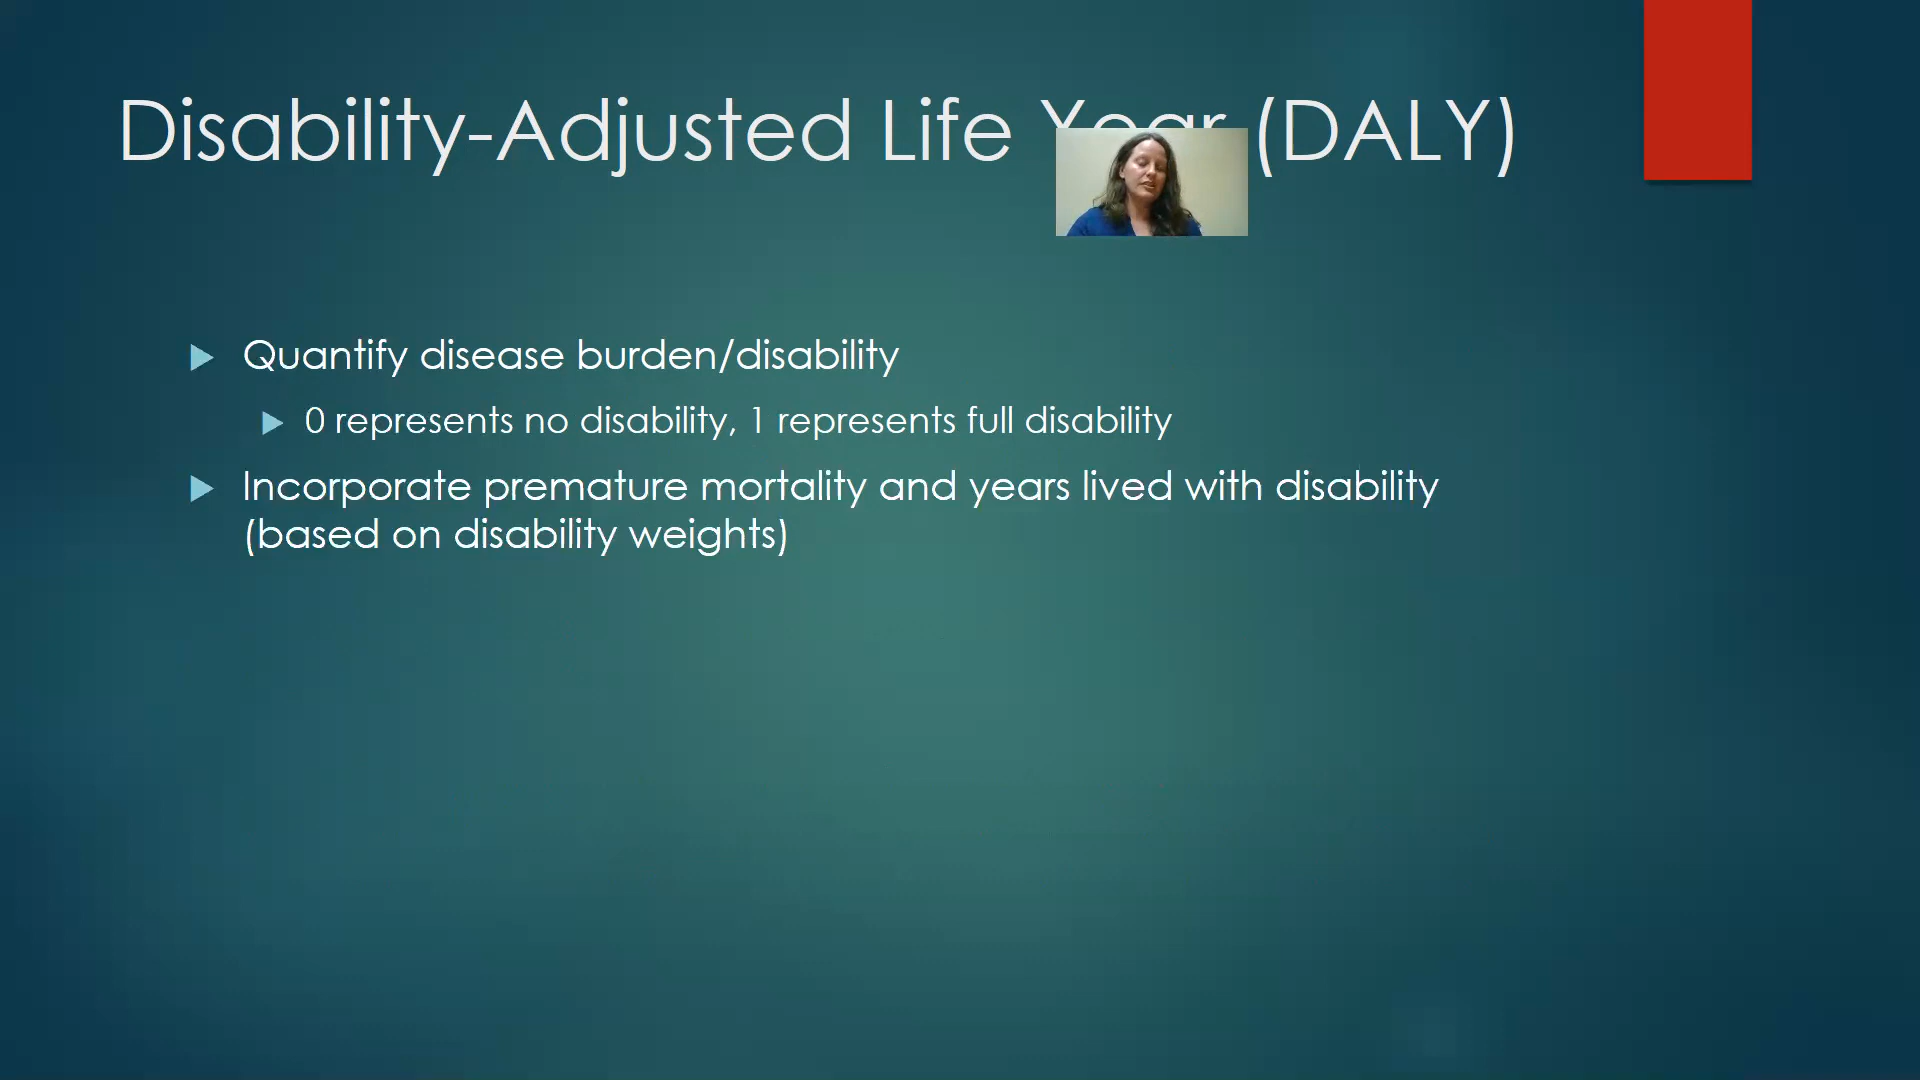 Disability-Adjusted Life Year (DALY)
Quantify disease burden/disability
0 represents no disability, 1 represents full disability
Incorporate premature mortality and years lived with disability
(based on disability weights)